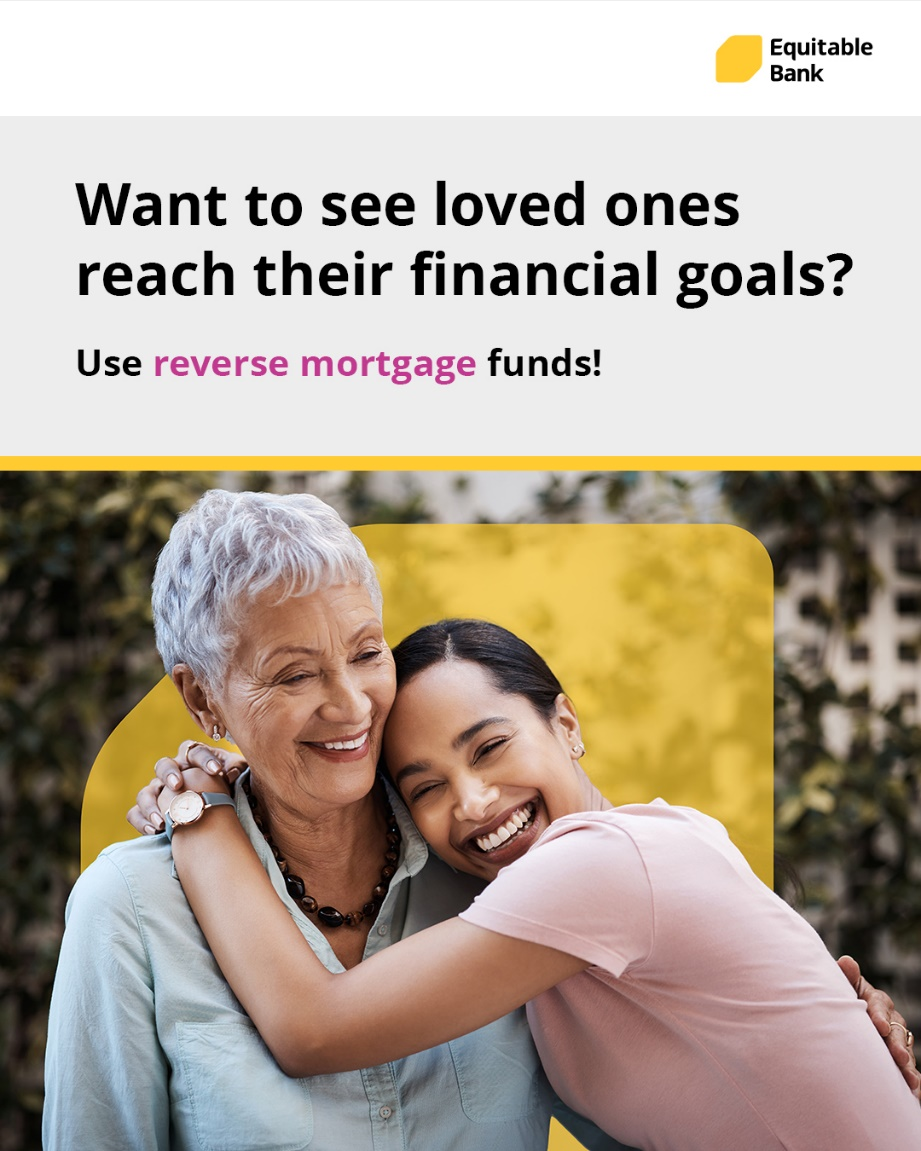 Equitable
Bank
Want to see loved ones
reach their financial goals?
Use reverse mortgage funds!